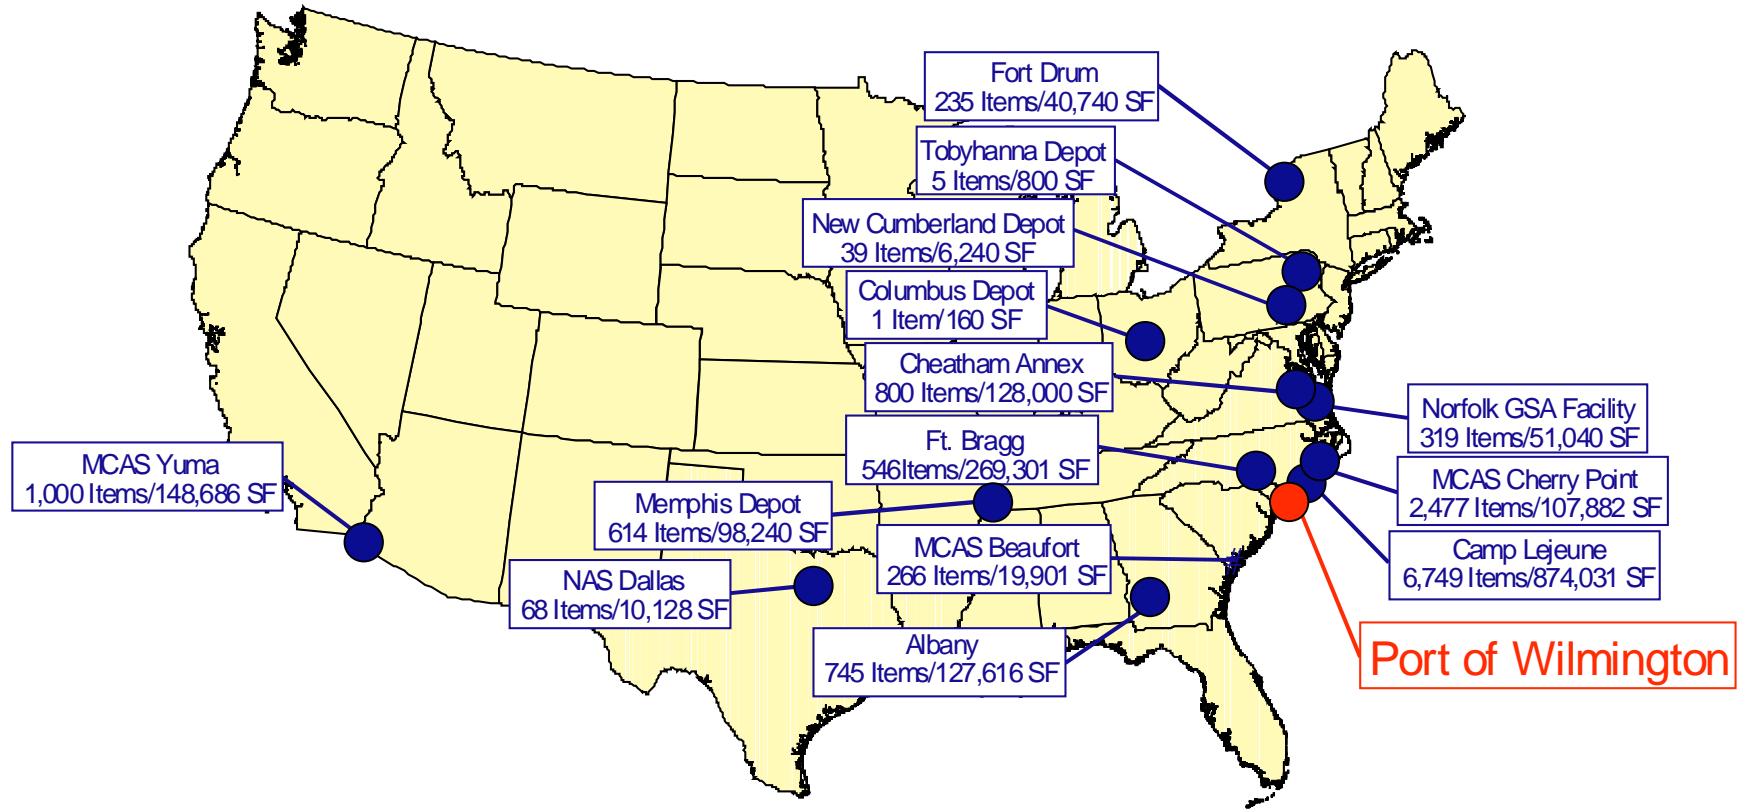 Fort Drum
235 Items/40,740 SF
Tobyhanna Depot
5 Items/800 SF
New Cumberland Depot
39 Items/6,240 SF
Columbus Depot
1 Item/160 SF
Cheatham Annex
800 Items/128,000 SF
Norfolk GSA Facility
319 Items/51,040 SF
Ft. Bragg
546Items/269,301 SF
MCAS Yuma
1,000 Items/148,686 SF
MCAS Cherry Point
2,477 Items/107,882 SF
Memphis Depot
614 Items/98,240 SF
MCAS Beaufort
266 Items/19,901 SF
Camp Lejeune
6,749 Items/874,031 SF
NAS Dallas
68 Items/10,128 SF
Albany
745 Items/127,616 SF
Port of Wilmington